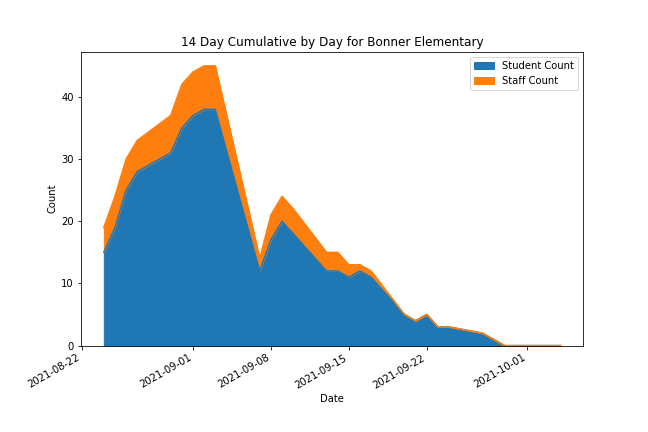 14 Day Cumulative by Day for Bonner Elementary
Student Count
Staff Count
40
30
20
10
0
Count
2021-08-22
2021-09-01
2021-09-08
2021-09-15
2021-09-22
2021-10-01
Date